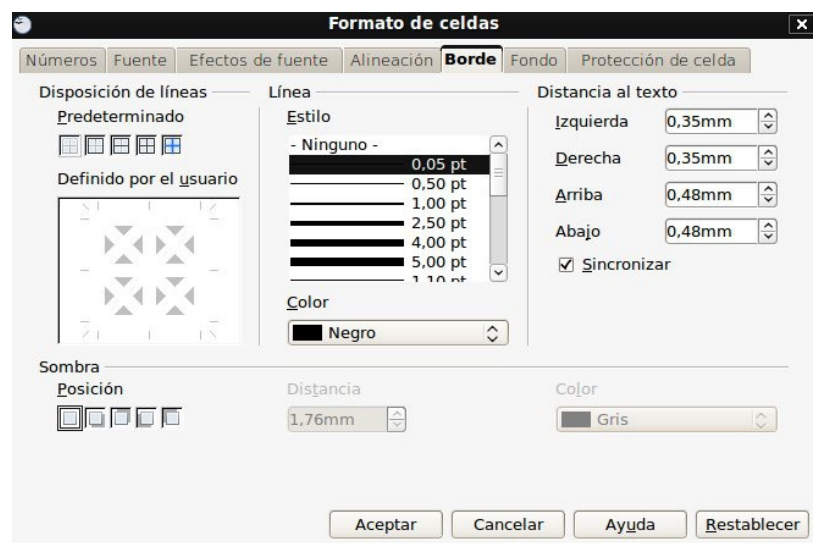 Formato de celdas
Números Fuente Efectos de fuente Alineación Borde Fondo Protección de celda
Disposición de líneas
Predeterminado
Definido por el usuario
Línea
Estilo
- Ninguno -
0,05 pt
0,50 pt
1,00 pt
2,50 pt
4,00 pt
5,00 pt
1,10 pt
Color
Negro
Distancia al texto
Izquierda 0,35mm
Derecha 0,35mm
Arriba 0,48mm
Abajo 0,48mm
Sincronizar
Sombra
Posición
Distancia
1,76mm
Color
Gris
Aceptar Cancelar Ayuda Restablecer